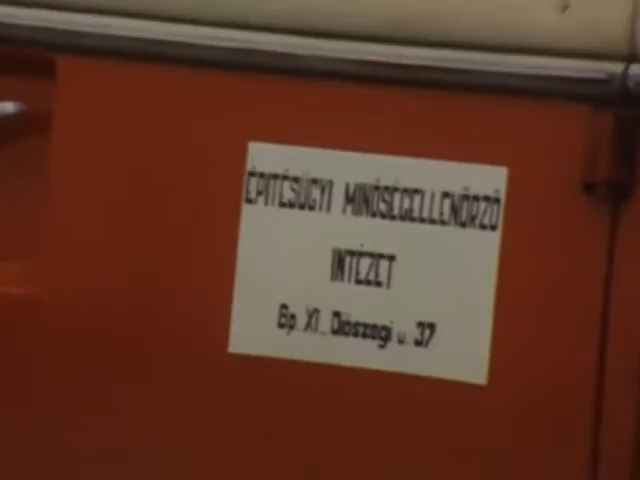 ÉPITÉSÜGYI MINŐSÉGELLENŐRZŐ
INTÉZET
Bp. XI., Diószegi u. 37